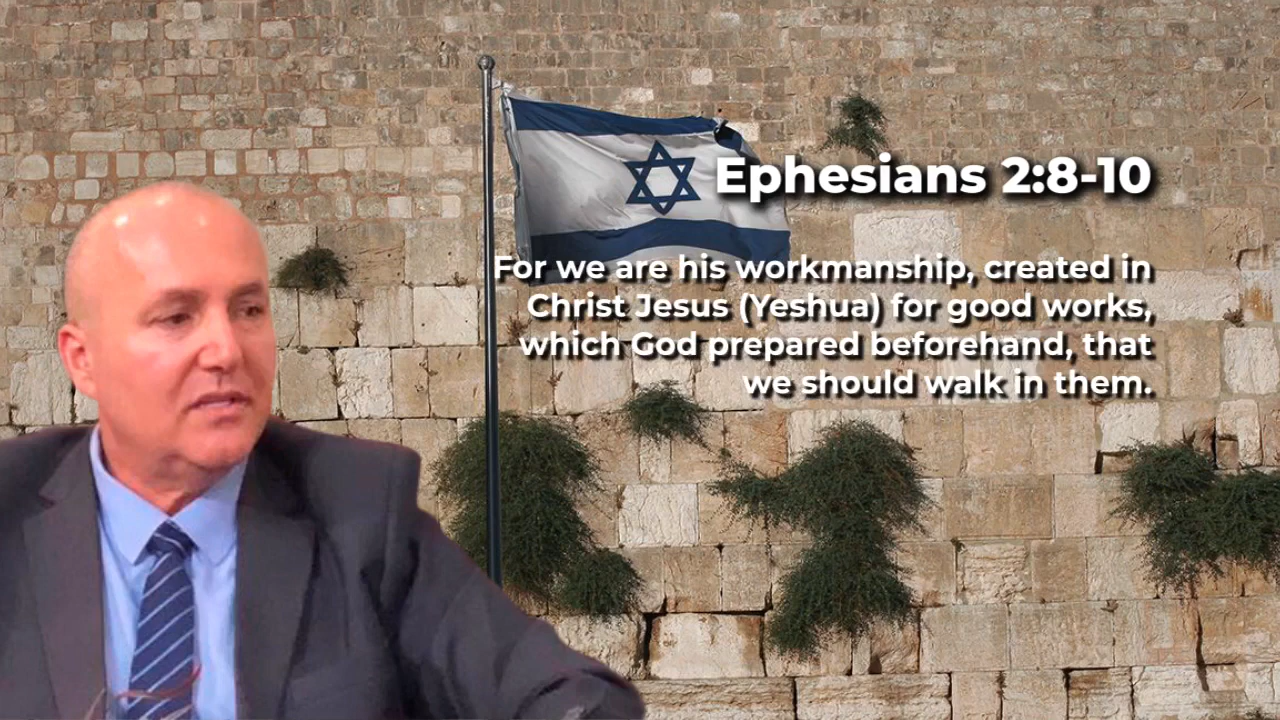 Ephesians 2:8-10
For we are his workmanship, created in
Christ Jesus (Yeshua) for good works,
which God prepared beforehand, that
we should walk in them.